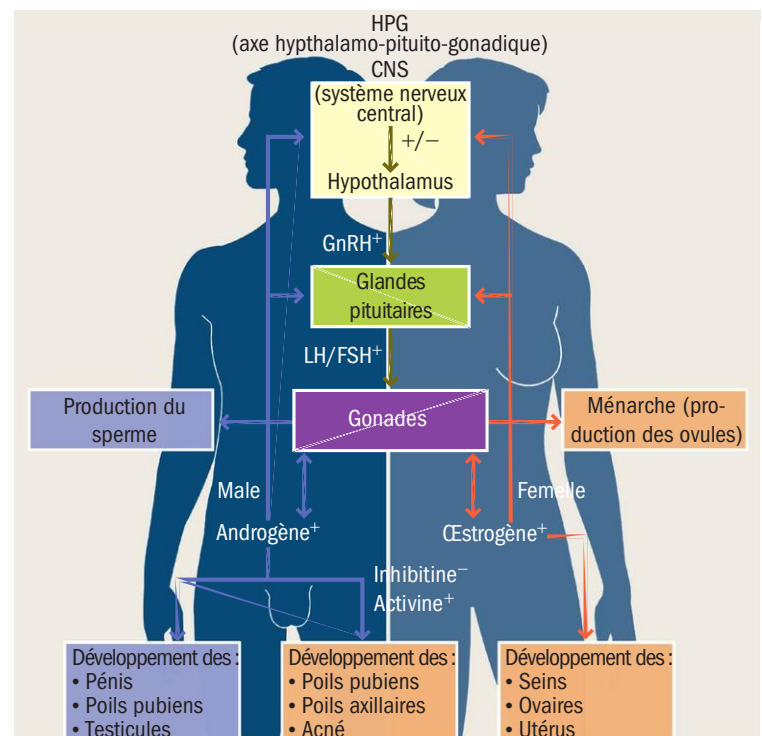 HPG
(axe hypthalamo-pituito-gonadique)
CNS
(système nerveux
central)
+/−
Hypothalamus
GnRH+
Glandes
pituitaires
LH/FSH+
Production du
sperme
Gonades
Ménarche (pro-
duction des ovules)
Male
Femelle
Androgène+
Œstrogène+
Inhibitine−
Activine+
Développement des :
• Pénis
• Poils pubiens
• Testicules
Développement des :
• Poils pubiens
• Poils axillaires
• Acné
Développement des :
• Seins
• Ovaires
• Utérus